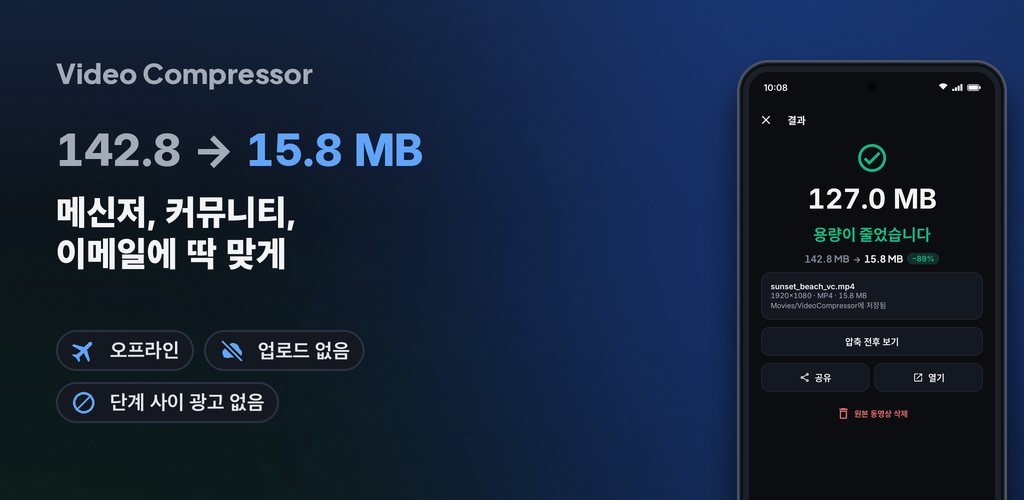 Video Compressor
142.8 → 15.8 MB
메신저, 커뮤니티,
이메일에 딱 맞게
오프라인
업로드 없음
단계 사이 광고 없음
10:08
결과
127.0 MB
용량이 줄었습니다
142.8 MB → 15.8 MB −89%
sunset_beach_vc.mp4
1920×1080 · MP4 · 15.8 MB
Movies/VideoCompressor에 저장됨
압축 전후 보기
공유
열기
원본 동영상 삭제